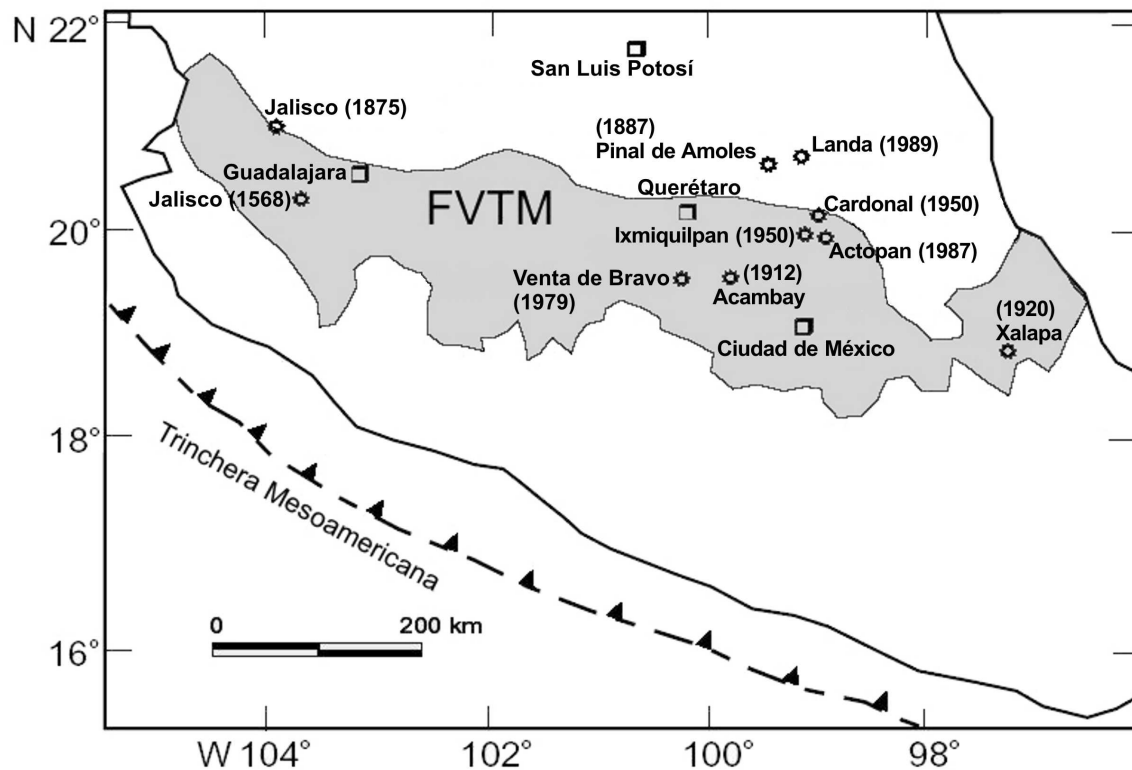 N 22°
San Luis Potosí
Jalisco (1875)
(1887)
Pinal de Amoles
Landa (1989)
Guadalajara
Querétaro
Jalisco (1568)
FVTM
Cardonal (1950)
20°
Ixmiquilpan (1950)
Actopan (1987)
Venta de Bravo
(1979)
(1912)
Acambay
(1920)
Xalapa
Ciudad de México
18°
Trinchera Mesoamericana
0 200 km
16°
W 104° 102° 100° 98°